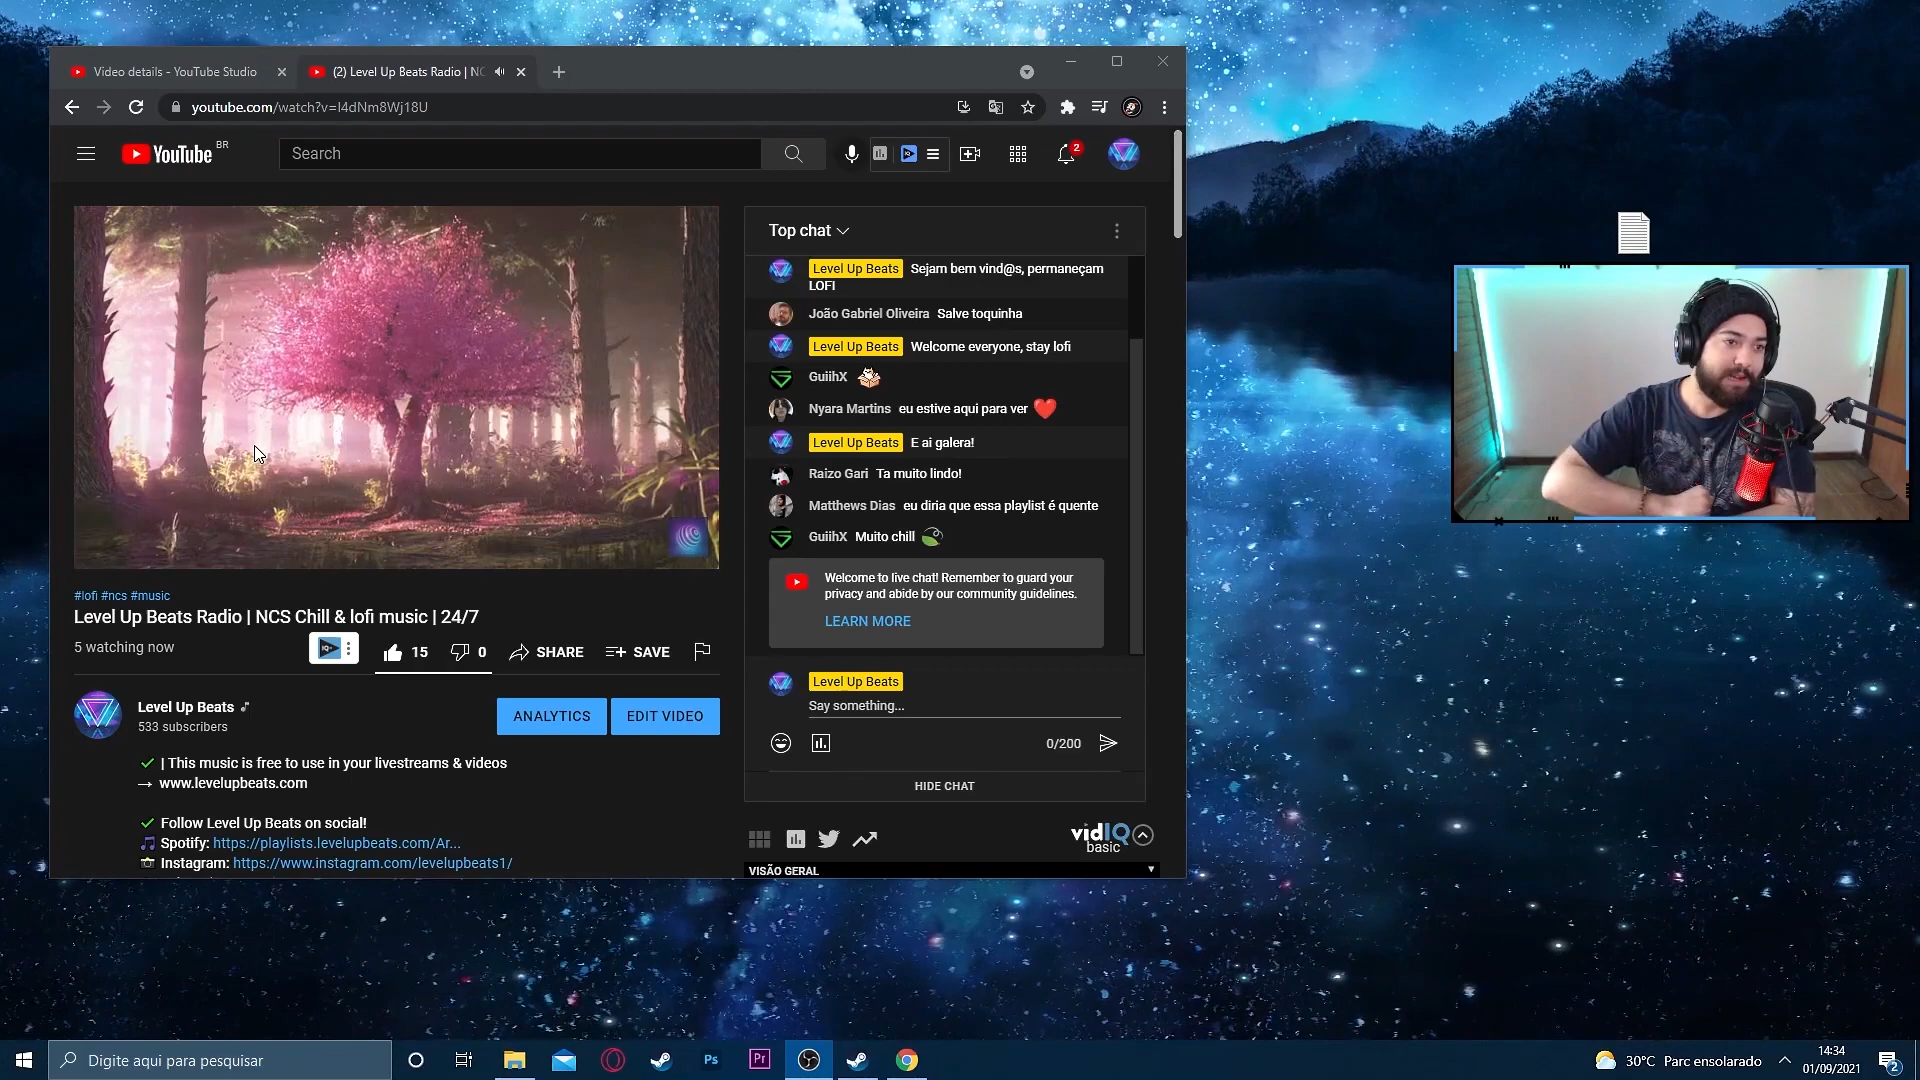 Video details - YouTube Studio
(2) Level Up Beats Radio | NC
youtube.com/watch?v=I4dNm8Wj18U
YouTube BR
Search
2
Top chat
Level Up Beats Sejam bem vind@s, permaneçam
LOFI
João Gabriel Oliveira Salve toquinha
Level Up Beats Welcome everyone, stay lofi
GuiihX
Nyara Martins eu estive aqui para ver
Level Up Beats E ai galera!
Raizo Gari Ta muito lindo!
Matthews Dias eu diria que essa playlist é quente
GuiihX Muito chill
Welcome to live chat! Remember to guard your
privacy and abide by our community guidelines.
LEARN MORE
Level Up Beats
Say something...
0/200
HIDE CHAT
#lofi #ncs #music
Level Up Beats Radio | NCS Chill & lofi music | 24/7
5 watching now
15
0
SHARE
SAVE
Level Up Beats
533 subscribers
ANALYTICS
EDIT VIDEO
| This music is free to use in your livestreams & videos
→ www.levelupbeats.com
Follow Level Up Beats on social!
Spotify: https://playlists.levelupbeats.com/Ar...
Instagram: https://www.instagram.com/levelupbeats1/
vidIQ
basic
VISÃO GERAL
Digite aqui para pesquisar
Ps
Pr
30°C Parc ensolarado
14:34
01/09/2021
2